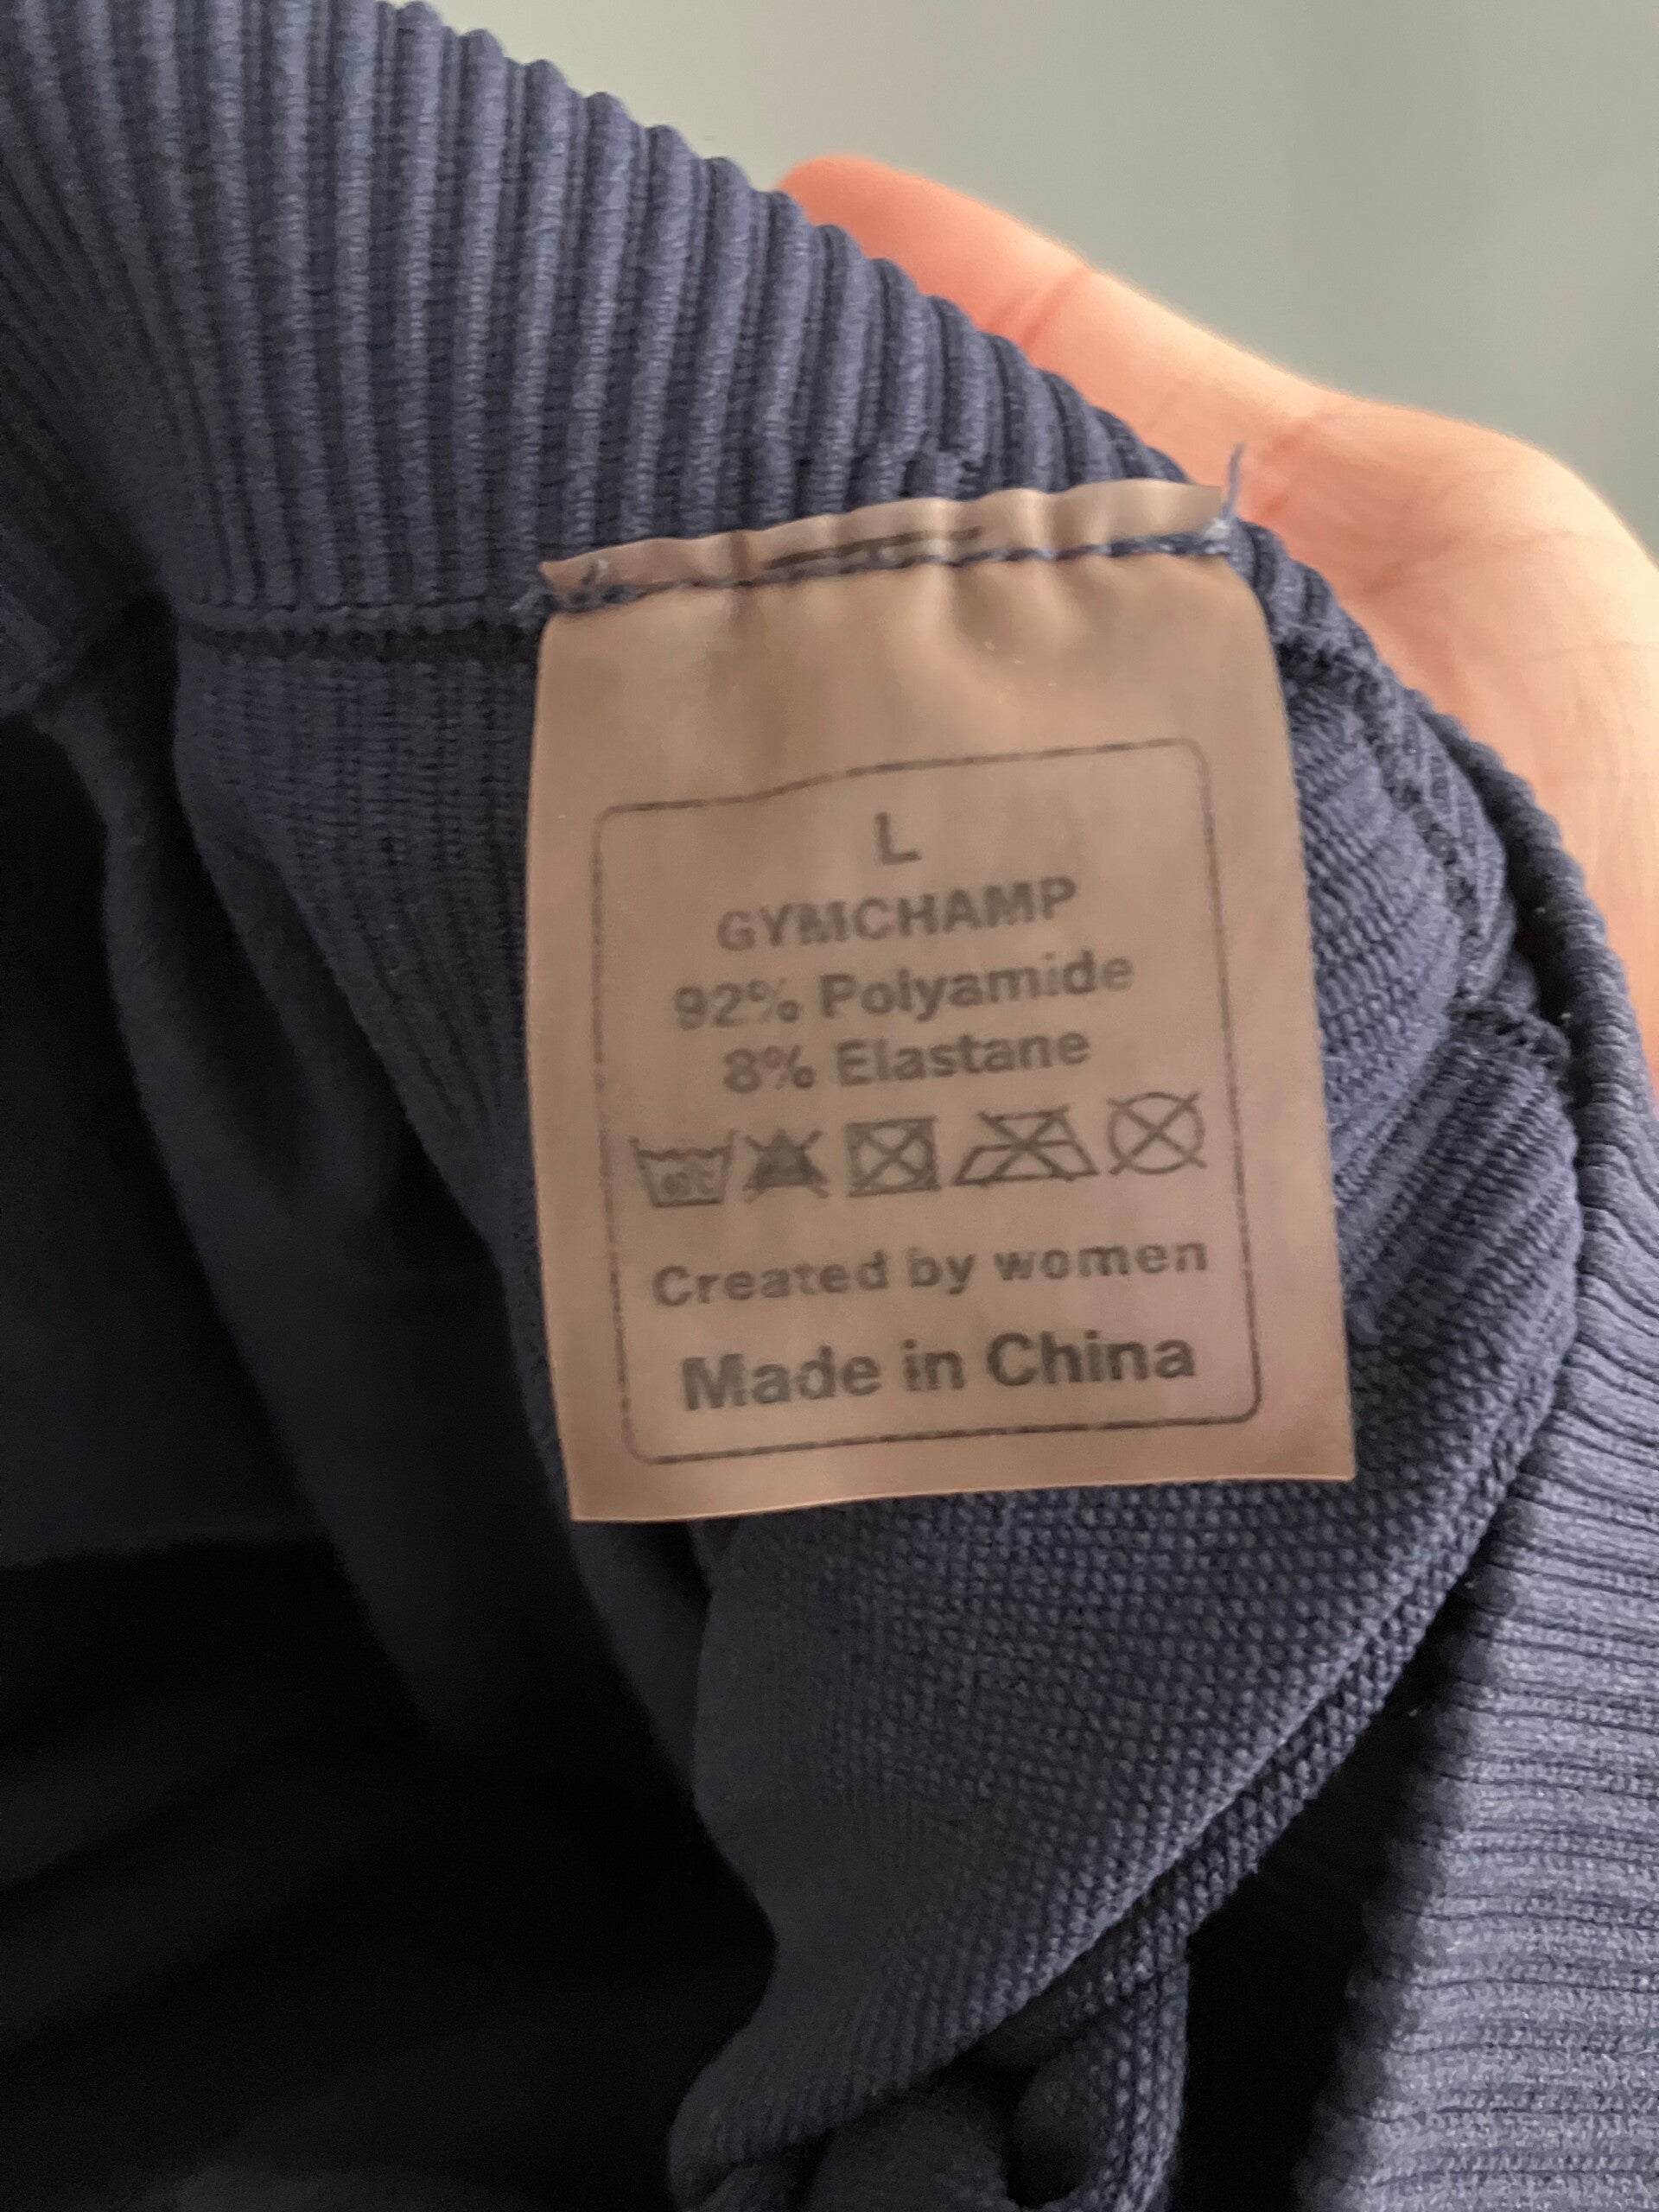 L
GYMCHAMP
92% Polyamide
8% Elastane
Created by women
Made in China